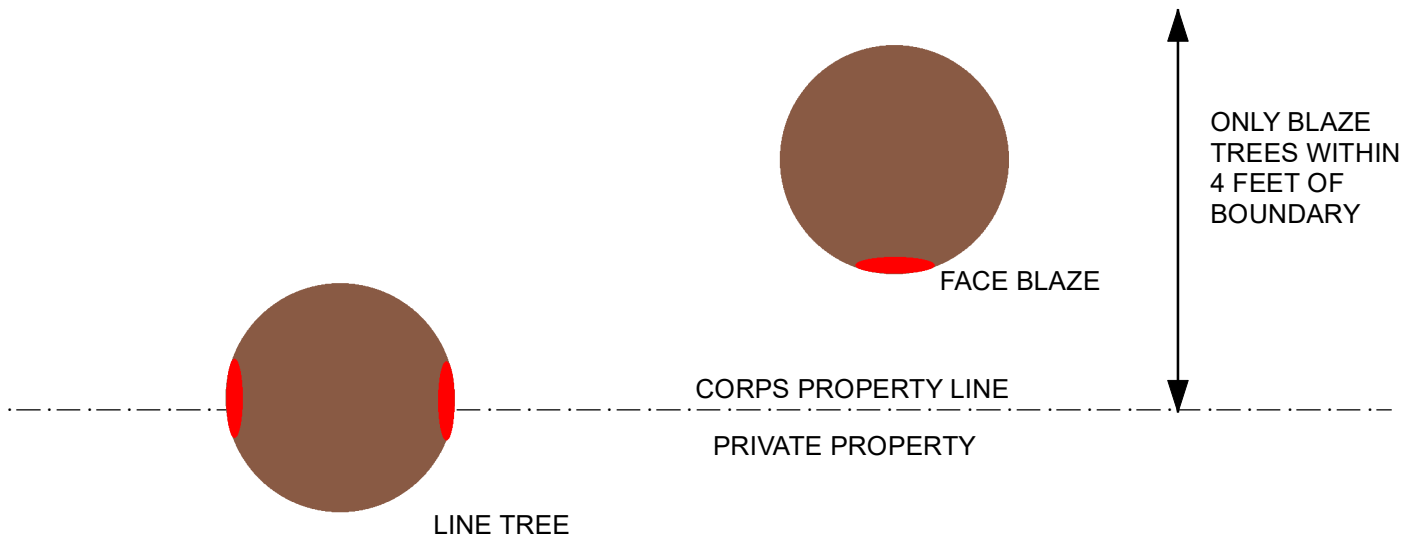 ONLY BLAZE
TREES WITHIN
4 FEET OF
BOUNDARY
FACE BLAZE
CORPS PROPERTY LINE
PRIVATE PROPERTY
LINE TREE